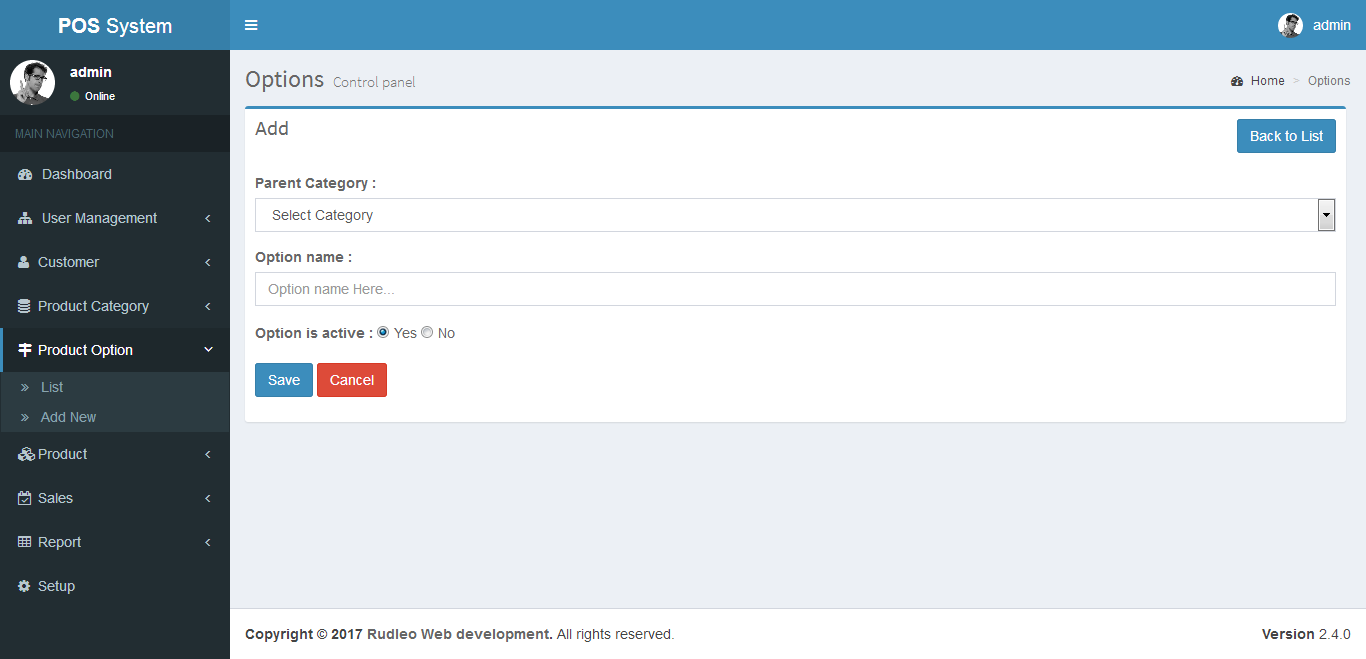 POS System
admin
admin
Online
MAIN NAVIGATION
Dashboard
User Management
Customer
Product Category
Product Option
List
Add New
Product
Sales
Report
Setup
Options Control panel
Home > Options
Add
Back to List
Parent Category :
Select Category
Option name :
Option name Here...
Option is active : Yes No
Save Cancel
Copyright © 2017 Rudleo Web development. All rights reserved.
Version 2.4.0